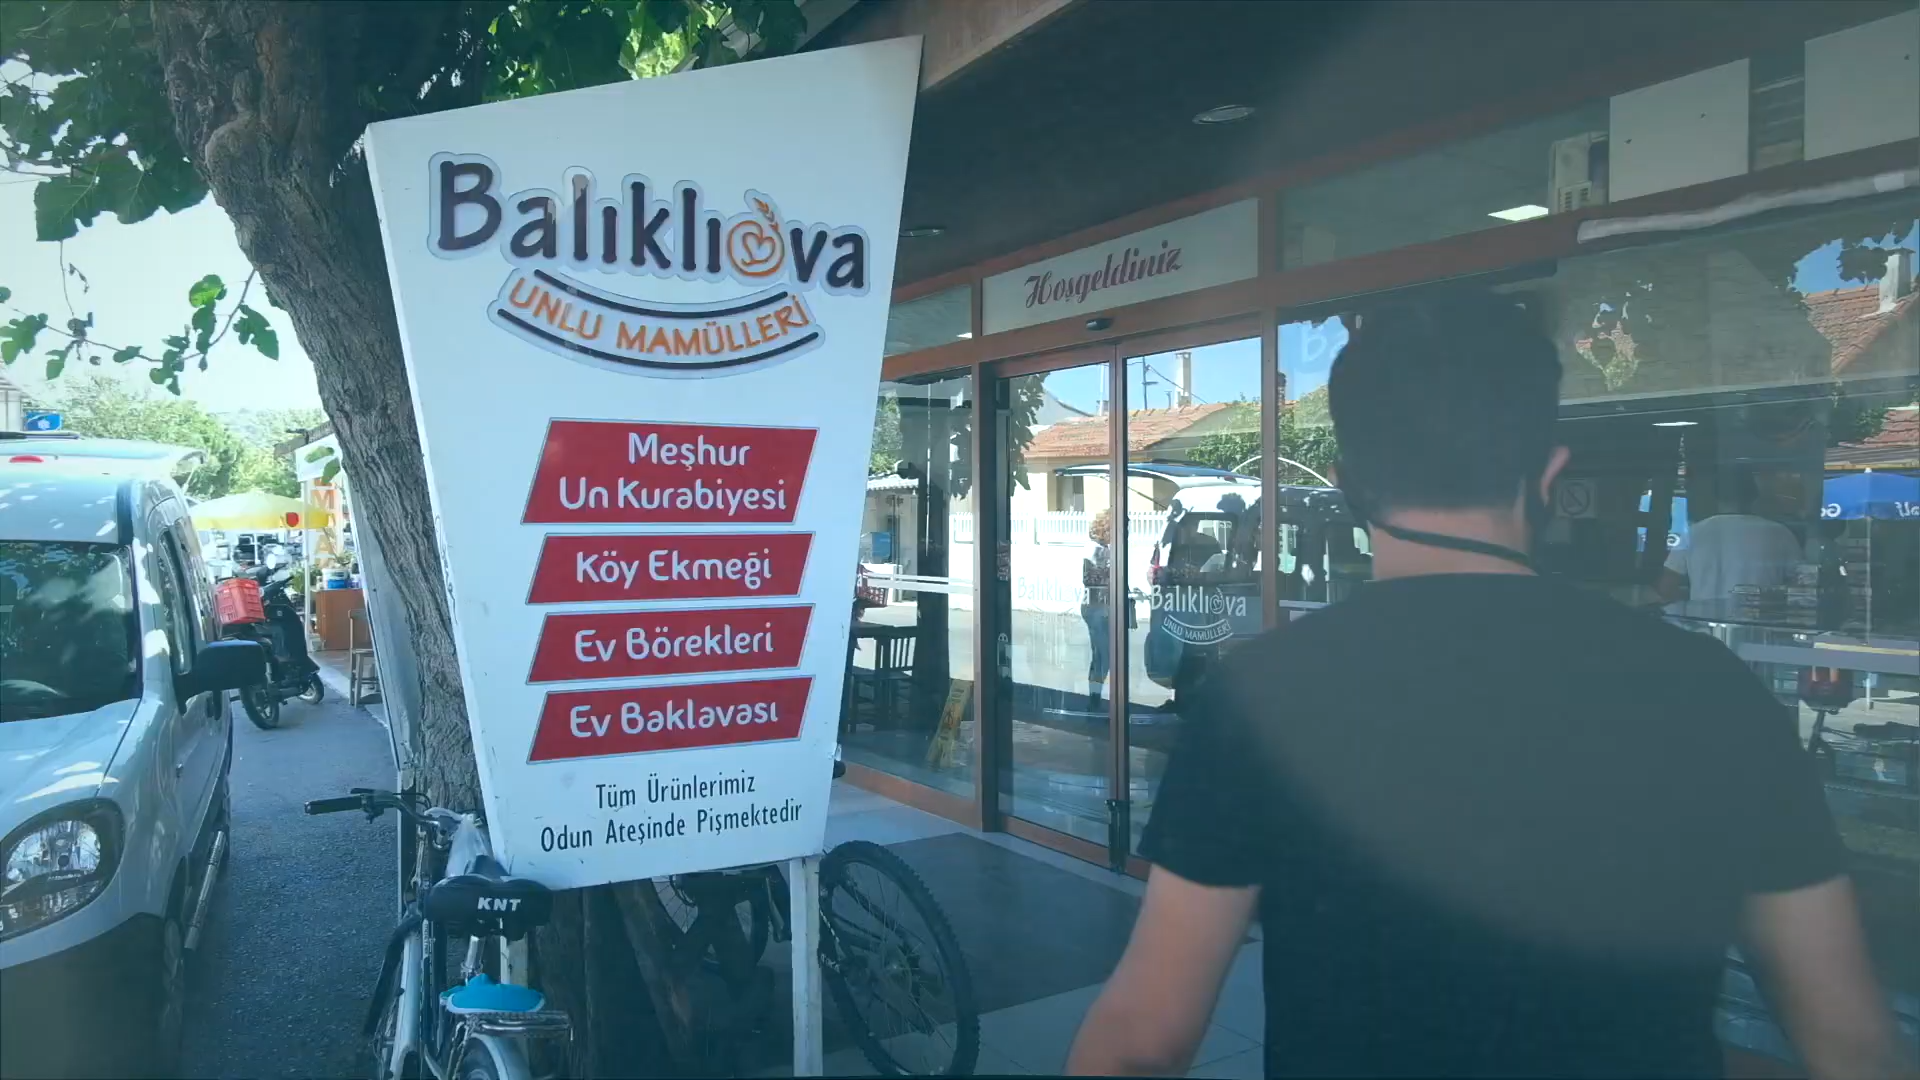 Balıklıova
UNLU MAMÜLLERİ
Meşhur
Un Kurabiyesi
Köy Ekmeği
Ev Börekleri
Ev Baklavası
Tüm Ürünlerimiz
Odun Ateşinde Pişmektedir
Hoşgeldiniz
Balıklıova
Balıklıova
UNLU MAMÜLLERİ
KNT